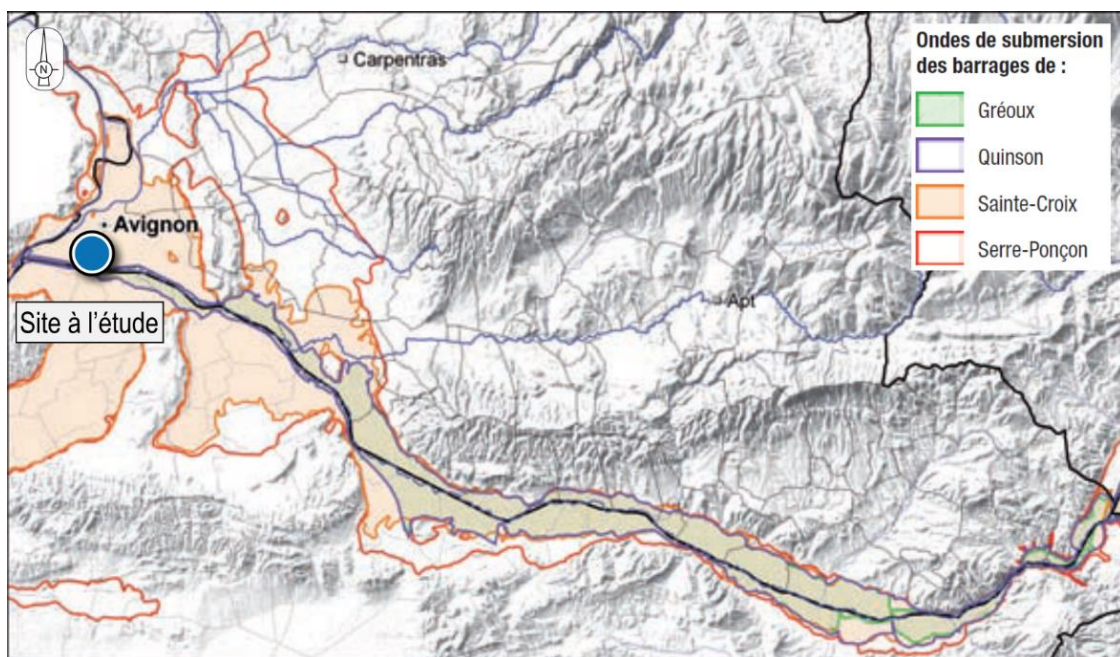 N
Carpentras
Avignon
Site à l'étude
Apt
Ondes de submersion
des barrages de :
Gréoux
Quinson
Sainte-Croix
Serre-Ponçon